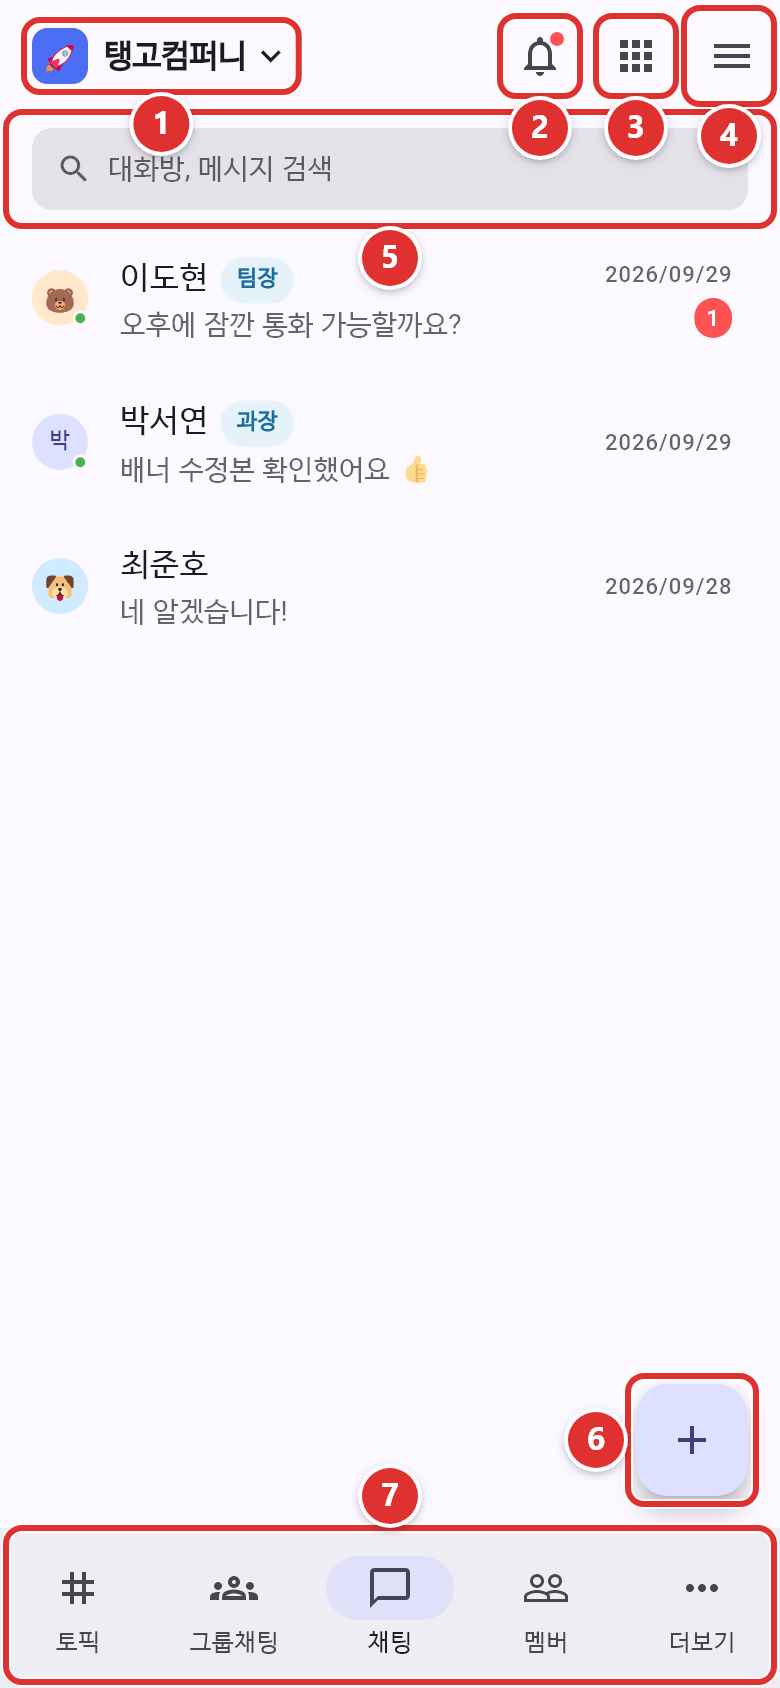 탱고컴퍼니
1
2
3
4
대화방, 메시지 검색
5
이도현 팀장 2026/09/29
오후에 잠깐 통화 가능할까요? 1
박 박서연 과장 2026/09/29
배너 수정본 확인했어요 👍
최준호 2026/09/28
네 알겠습니다!
6
7
토픽 그룹채팅 채팅 멤버 더보기